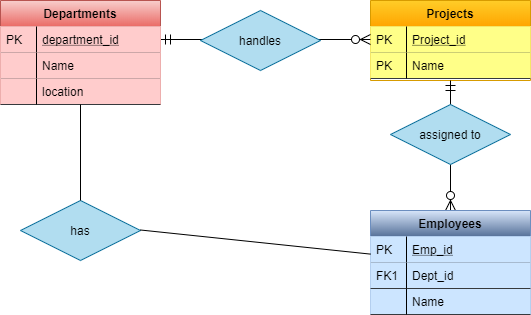 Departments
PK department_id
Name
location
handles
Projects
PK Project_id
PK Name
assigned to
has
Employees
PK Emp_id
FK1 Dept_id
Name